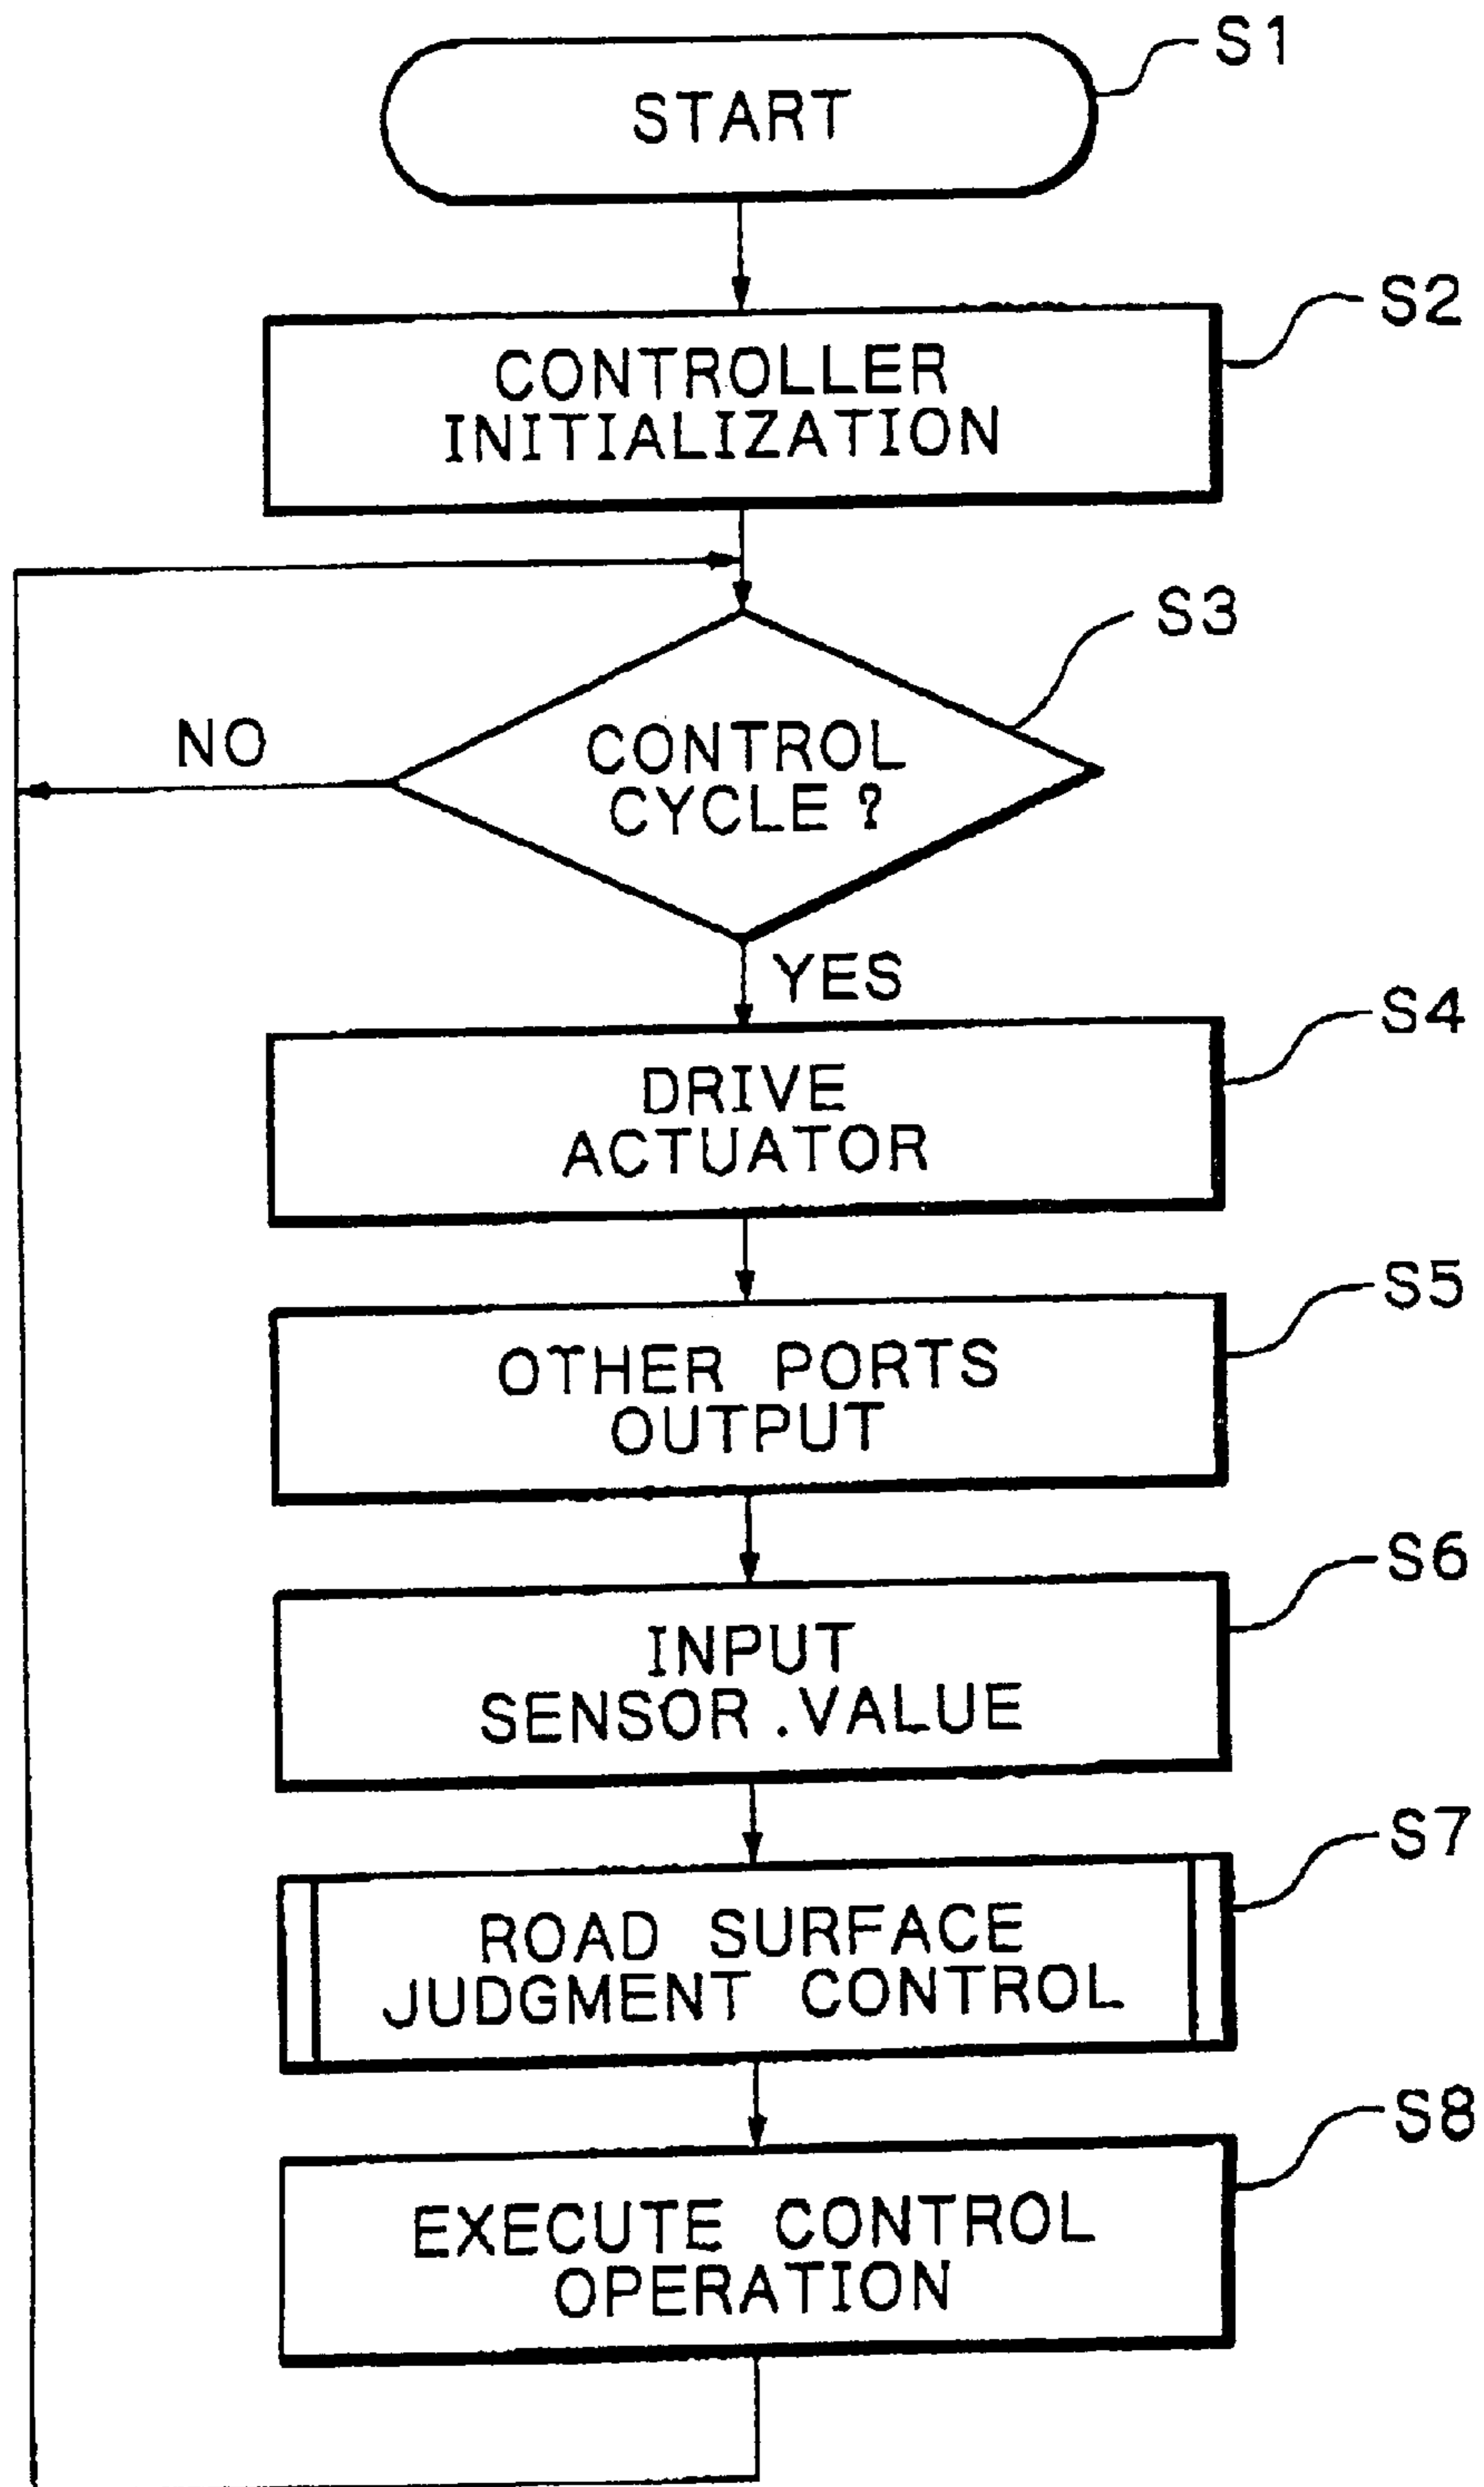 START
S1
CONTROLLER
INITIALIZATION
S2
CONTROL
CYCLE?
S3
NO
YES
DRIVE
ACTUATOR
S4
OTHER PORTS
OUTPUT
S5
INPUT
SENSOR .VALUE
S6
ROAD SURFACE
JUDGMENT CONTROL
S7
EXECUTE CONTROL
OPERATION
S8